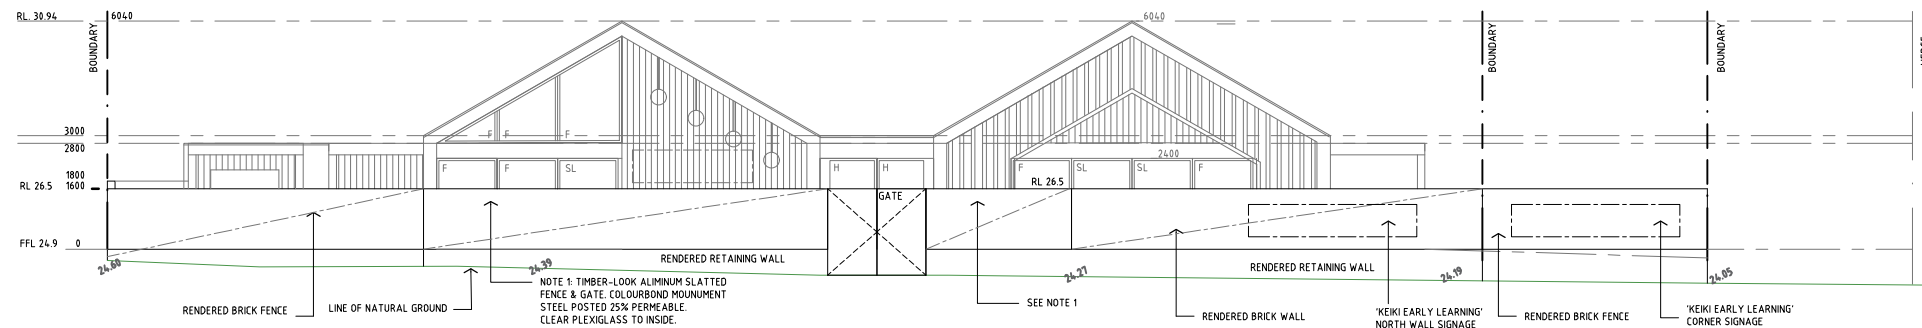 RL. 30.94
6040
6040
BOUNDARY
BOUNDARY
BOUNDARY
3000
2800
1800
RL 26.5 1600
F F F
F F SL
H H
2400
F SL SL F
RL 26.5
GATE
FFL 24.9 0
24.60
24.39
24.27
24.19
24.05
RENDERED RETAINING WALL
RENDERED RETAINING WALL
RENDERED BRICK FENCE
LINE OF NATURAL GROUND
NOTE 1: TIMBER-LOOK ALIMINUM SLATTED
FENCE & GATE. COLOURBOND MOUNUMENT
STEEL POSTED 25% PERMEABLE.
CLEAR PLEXIGLASS TO INSIDE.
SEE NOTE 1
RENDERED BRICK WALL
'KEIKI EARLY LEARNING'
NORTH WALL SIGNAGE
RENDERED BRICK FENCE
'KEIKI EARLY LEARNING'
CORNER SIGNAGE